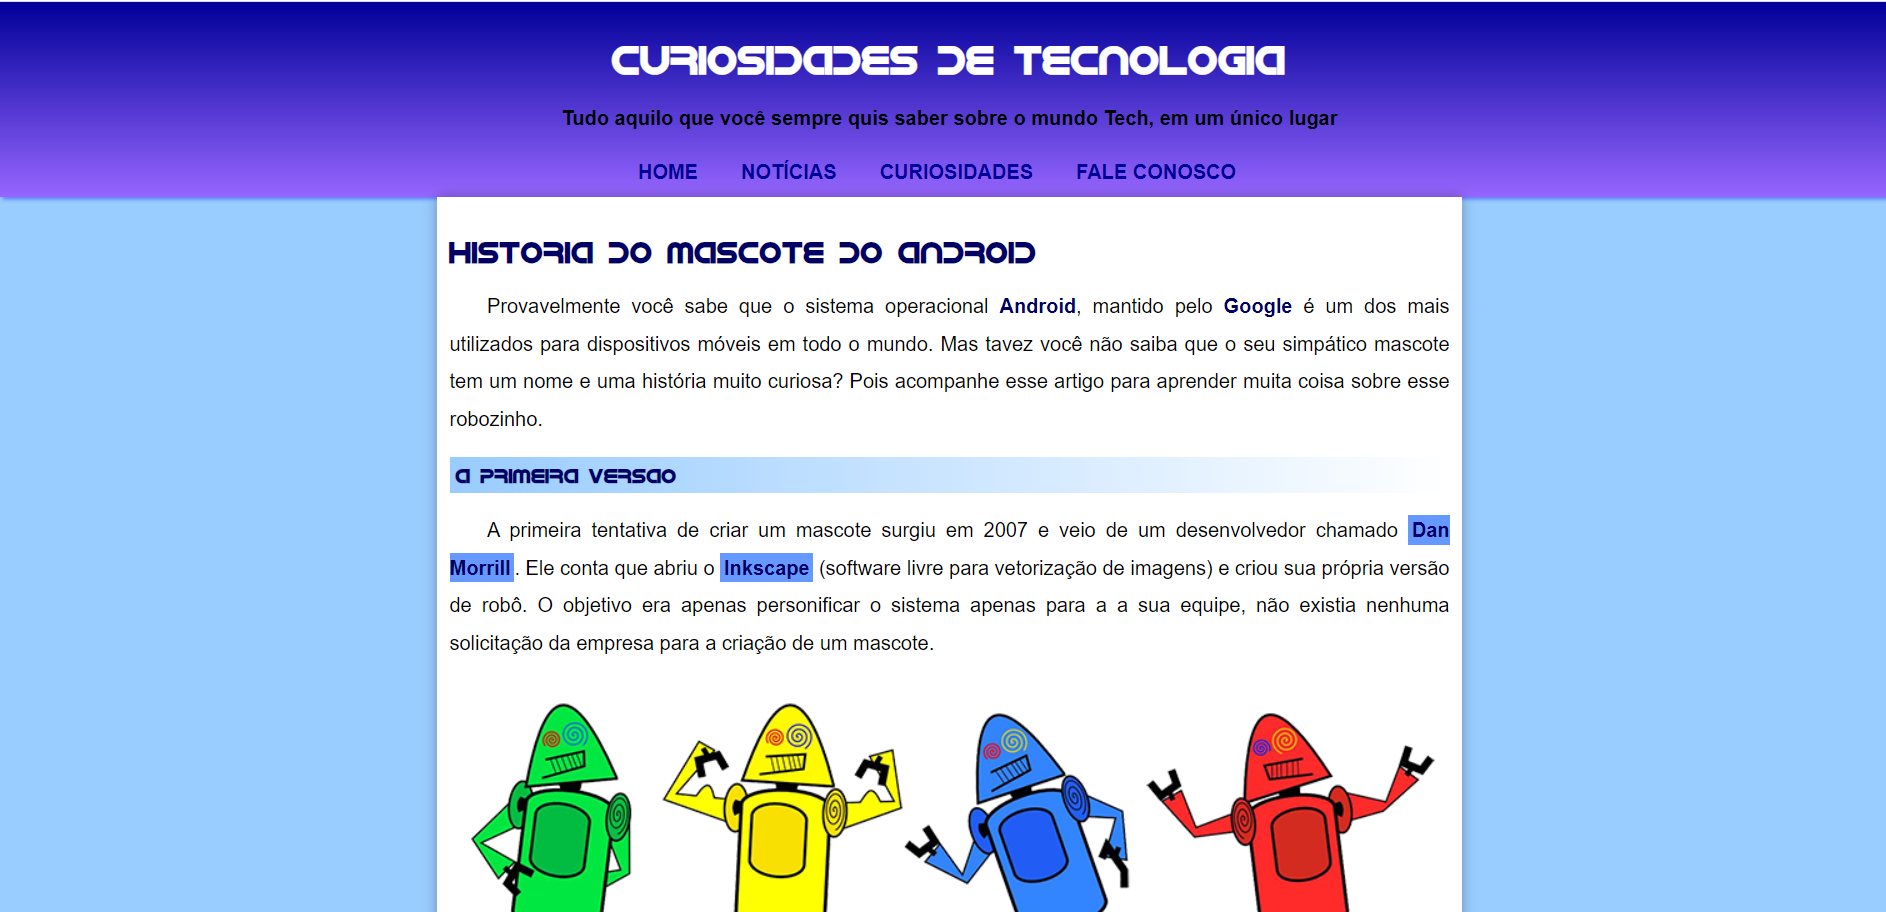 CURIOSIDADES DE TECNOLOGIA
Tudo aquilo que você sempre quis saber sobre o mundo Tech, em um único lugar
HOME NOTÍCIAS CURIOSIDADES FALE CONOSCO
HISTORIA DO MASCOTE DO ANDROID
Provavelmente você sabe que o sistema operacional Android, mantido pelo Google é um dos mais
utilizados para dispositivos móveis em todo o mundo. Mas tavez você não saiba que o seu simpático mascote
tem um nome e uma história muito curiosa? Pois acompanhe esse artigo para aprender muita coisa sobre esse
robozinho.
A PRIMEIRA VERSAO
A primeira tentativa de criar um mascote surgiu em 2007 e veio de um desenvolvedor chamado Dan
Morrill. Ele conta que abriu o Inkscape (software livre para vetorização de imagens) e criou sua própria versão
de robô. O objetivo era apenas personificar o sistema apenas para a a sua equipe, não existia nenhuma
solicitação da empresa para a criação de um mascote.